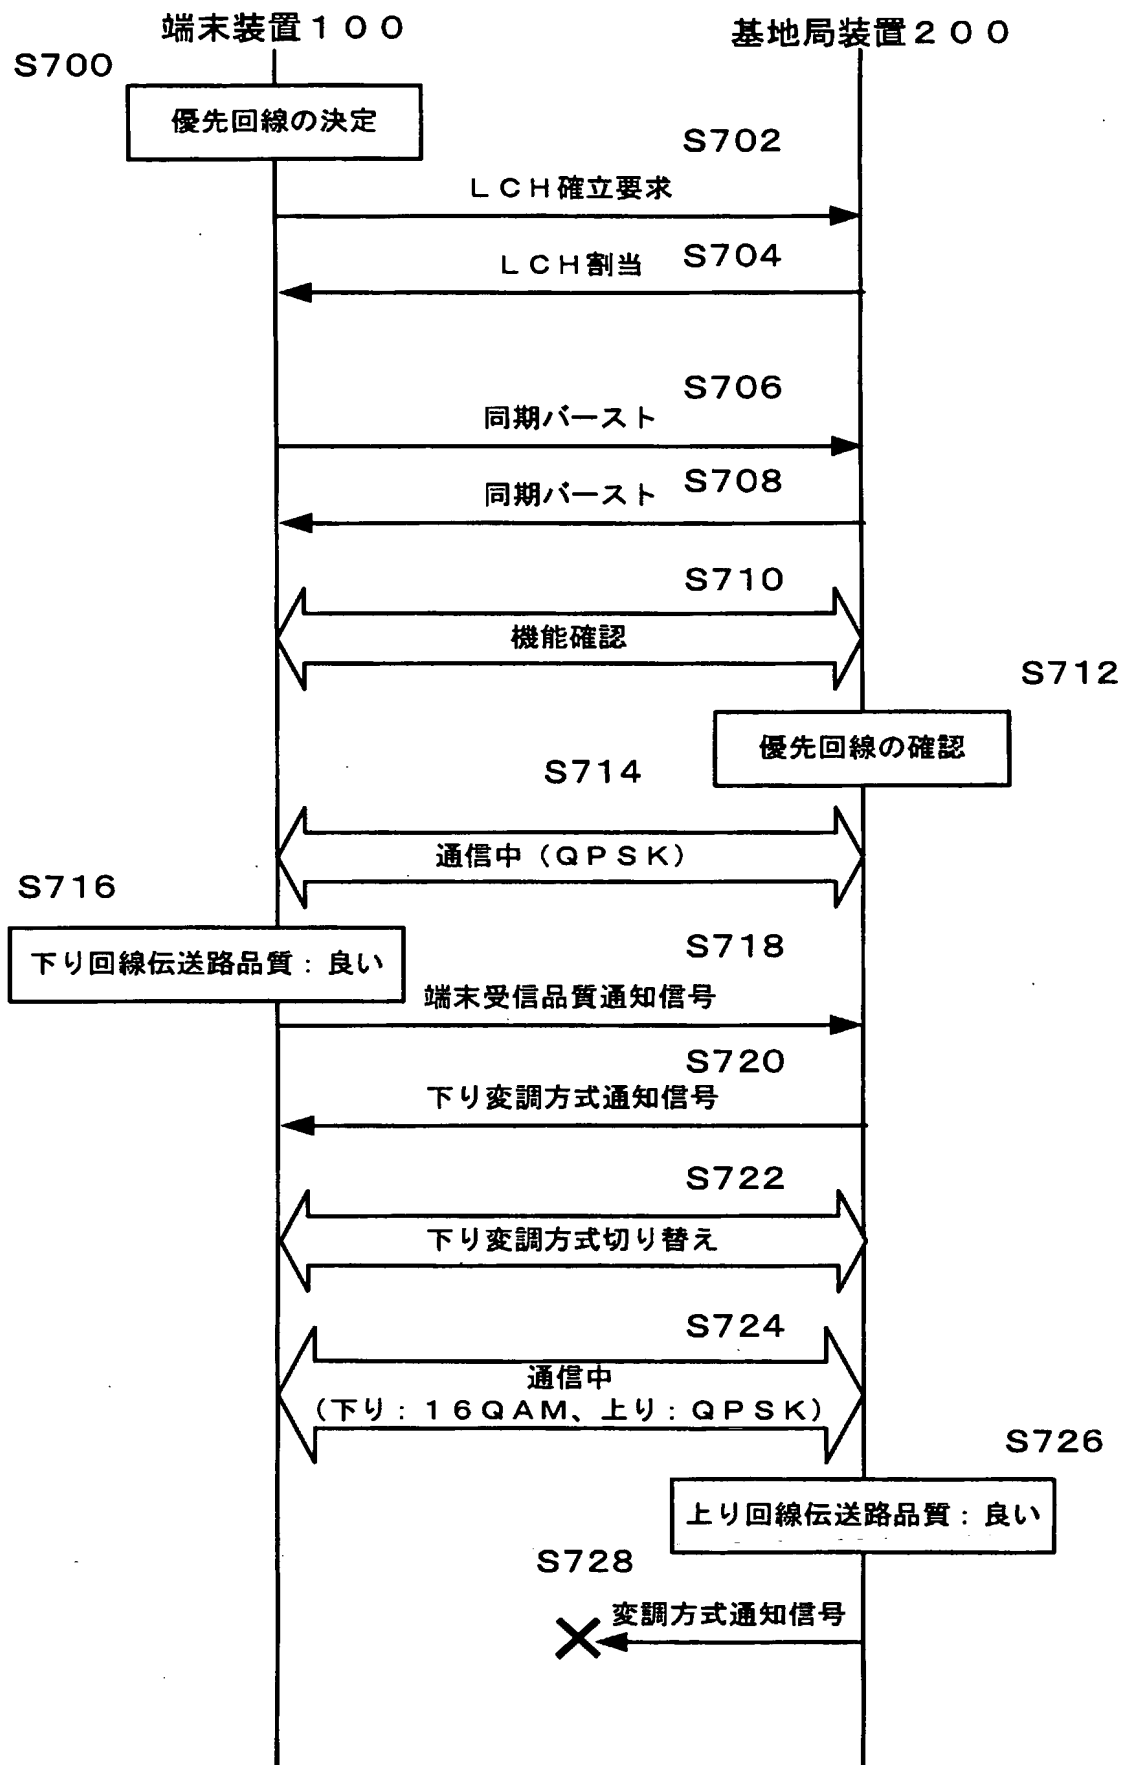 端末装置１００
基地局装置２００
S700
優先回線の決定
S702
ＬＣＨ確立要求
S704
ＬＣＨ割当
S706
同期バースト
S708
同期バースト
S710
機能確認
S712
優先回線の確認
S714
通信中（ＱＰＳＫ）
S716
下り回線伝送路品質：良い
S718
端末受信品質通知信号
S720
下り変調方式通知信号
S722
下り変調方式切り替え
S724
通信中
（下り：１６ＱＡＭ、上り：ＱＰＳＫ）
S726
上り回線伝送路品質：良い
S728
変調方式通知信号